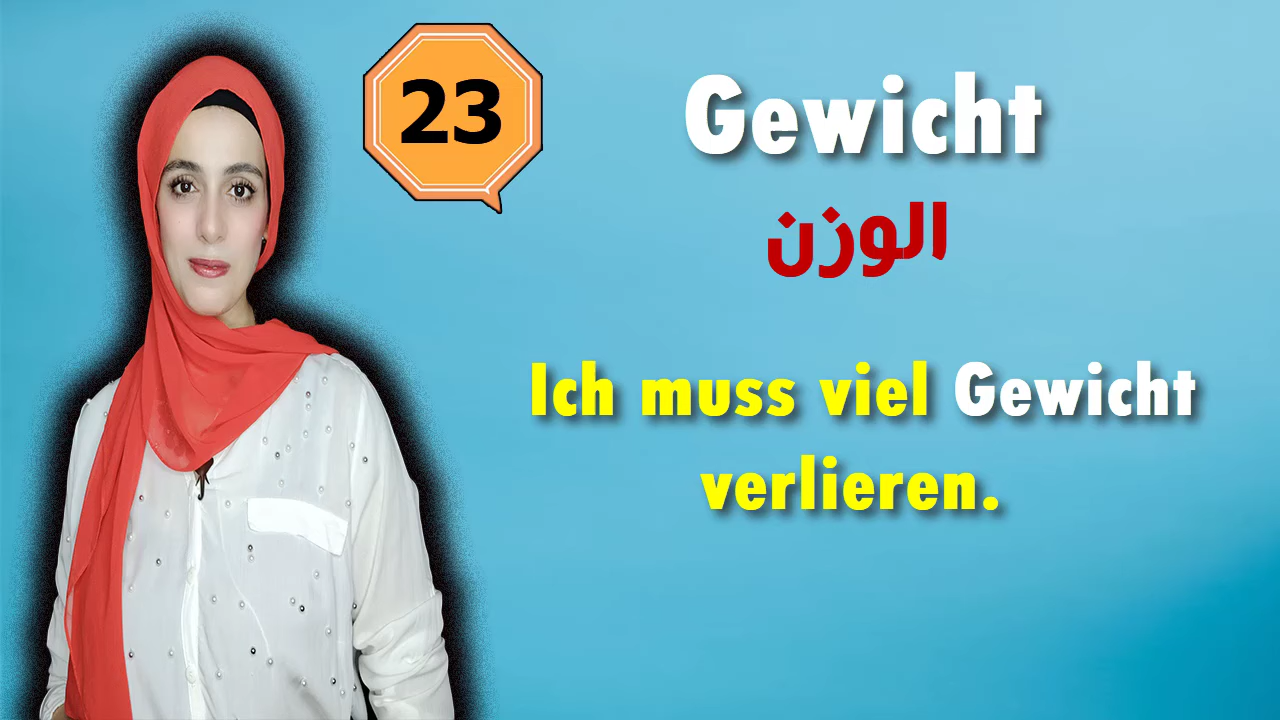 23
Gewicht
الوزن
Ich muss viel Gewicht
verlieren.